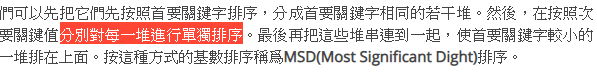 們可以先把它們先按照首要關鍵字排序，分成首要關鍵字相同的若干堆。然後，在按照次
要關鍵值分別對每一堆進行單獨排序。最後再把這些堆串連到一起，使首要關鍵字較小的
一堆排在上面。按這種方式的基數排序稱爲MSD(Most Significant Dight)排序。